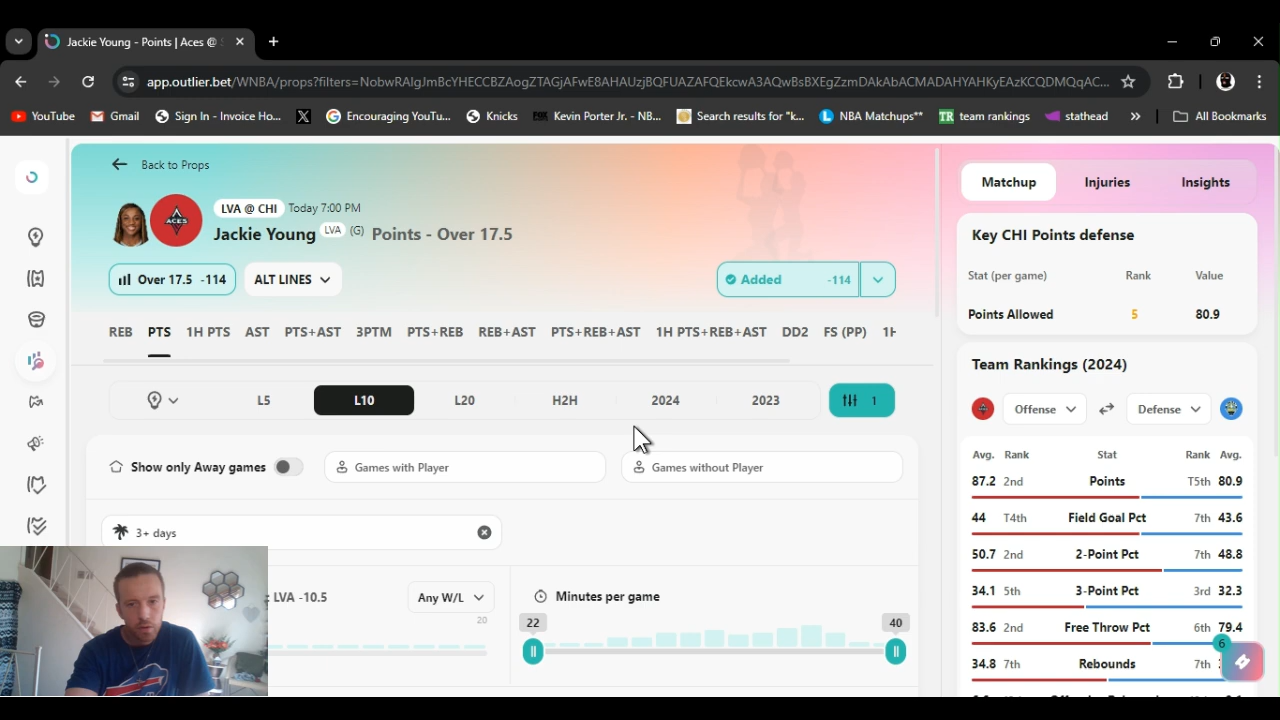 Jackie Young - Points | Aces @
app.outlier.bet/WNBA/props?filters=
YouTube Gmail Sign In - Invoice Ho... X Encouraging YouTu... Knicks Kevin Porter Jr. - NB... Search results for "k... NBA Matchups** TR team rankings stathead » All Bookmarks
Back to Props
ACES
LVA @ CHI Today 7:00 PM
Jackie Young LVA (G) Points - Over 17.5
Over 17.5 -114 ALT LINES
Added -114
REB PTS 1H PTS AST PTS+AST 3PTM PTS+REB REB+AST PTS+REB+AST 1H PTS+REB+AST DD2 FS (PP) 1H
L5 L10 L20 H2H 2024 2023 1
Show only Away games Games with Player Games without Player
3+ days
: LVA -10.5 Any W/L
20
Minutes per game
22 40
Matchup Injuries Insights
Key CHI Points defense
Stat (per game) Rank Value
Points Allowed 5 80.9
Team Rankings (2024)
Offense Defense
Avg. Rank Stat Rank Avg.
87.2 2nd Points T5th 80.9
44 T4th Field Goal Pct 7th 43.6
50.7 2nd 2-Point Pct 7th 48.8
34.1 5th 3-Point Pct 3rd 32.3
83.6 2nd Free Throw Pct 6th 79.4
6
34.8 7th Rebounds 7th